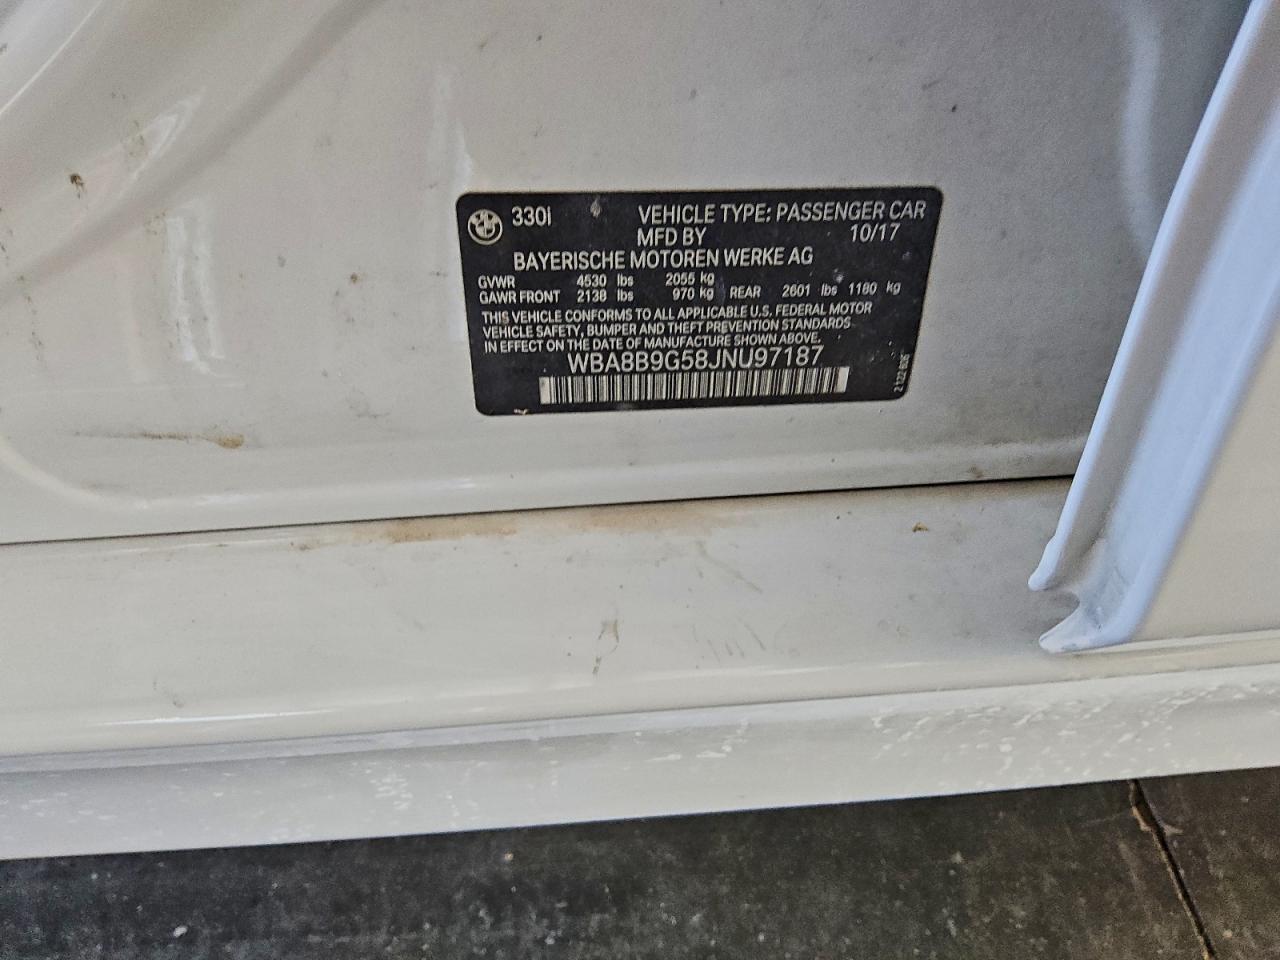 330i VEHICLE TYPE: PASSENGER CAR
MFD BY 10/17
BAYERISCHE MOTOREN WERKE AG
GVWR 4530 lbs 2055 kg
GAWR FRONT 2138 lbs 970 kg REAR 2601 lbs 1180 kg
THIS VEHICLE CONFORMS TO ALL APPLICABLE U.S. FEDERAL MOTOR
VEHICLE SAFETY, BUMPER AND THEFT PREVENTION STANDARDS
IN EFFECT ON THE DATE OF MANUFACTURE SHOWN ABOVE.
WBA8B9G58JNU97187